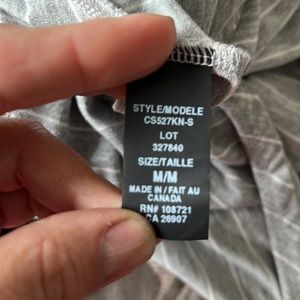 STYLE/MODELE
CS527KN-S
LOT
327840
SIZE/TAILLE
M/M
MADE IN / FAIT AU
CANADA
RN# 108721
CA 26907